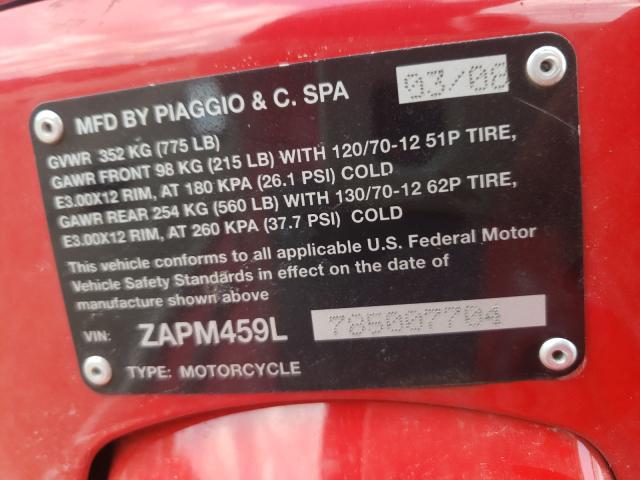 MFD BY PIAGGIO & C. SPA 03/08
GVWR 352 KG (775 LB)
GAWR FRONT 98 KG (215 LB) WITH 120/70-12 51P TIRE,
E3.00X12 RIM, AT 180 KPA (26.1 PSI) COLD
GAWR REAR 254 KG (560 LB) WITH 130/70-12 62P TIRE,
E3.00X12 RIM, AT 260 KPA (37.7 PSI) COLD
This vehicle conforms to all applicable U.S. Federal Motor
Vehicle Safety Standards in effect on the date of
manufacture shown above
VIN: ZAPM459L 785007704
TYPE: MOTORCYCLE